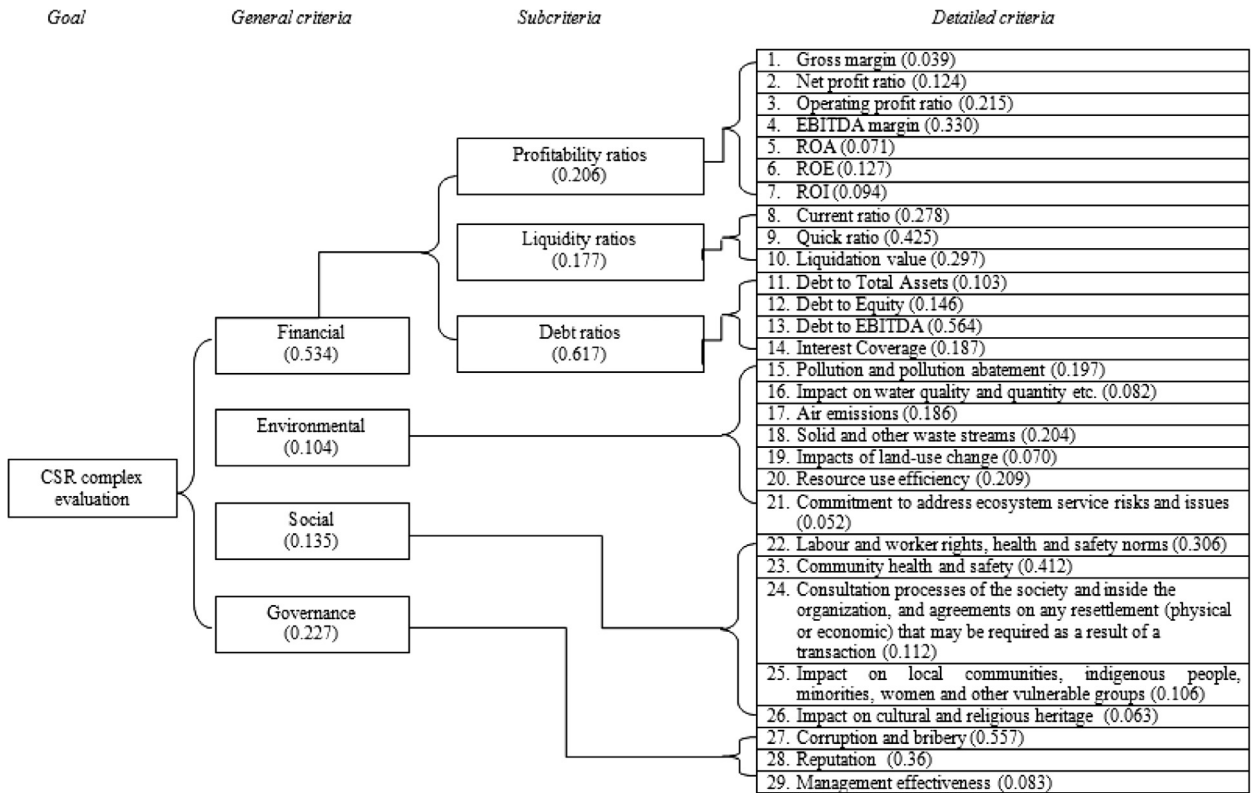 Goal
General criteria
Subcriteria
Detailed criteria
CSR complex
evaluation
Financial
(0.534)
Environmental
(0.104)
Social
(0.135)
Governance
(0.227)
Profitability ratios
(0.206)
Liquidity ratios
(0.177)
Debt ratios
(0.617)
1. Gross margin (0.039)
2. Net profit ratio (0.124)
3. Operating profit ratio (0.215)
4. EBITDA margin (0.330)
5. ROA (0.071)
6. ROE (0.127)
7. ROI (0.094)
8. Current ratio (0.278)
9. Quick ratio (0.425)
10. Liquidation value (0.297)
11. Debt to Total Assets (0.103)
12. Debt to Equity (0.146)
13. Debt to EBITDA (0.564)
14. Interest Coverage (0.187)
15. Pollution and pollution abatement (0.197)
16. Impact on water quality and quantity etc. (0.082)
17. Air emissions (0.186)
18. Solid and other waste streams (0.204)
19. Impacts of land-use change (0.070)
20. Resource use efficiency (0.209)
21. Commitment to address ecosystem service risks and issues
(0.052)
22. Labour and worker rights, health and safety norms (0.306)
23. Community health and safety (0.412)
24. Consultation processes of the society and inside the
organization, and agreements on any resettlement (physical
or economic) that may be required as a result of a
transaction (0.112)
25. Impact on local communities, indigenous people,
minorities, women and other vulnerable groups (0.106)
26. Impact on cultural and religious heritage (0.063)
27. Corruption and bribery (0.557)
28. Reputation (0.36)
29. Management effectiveness (0.083)